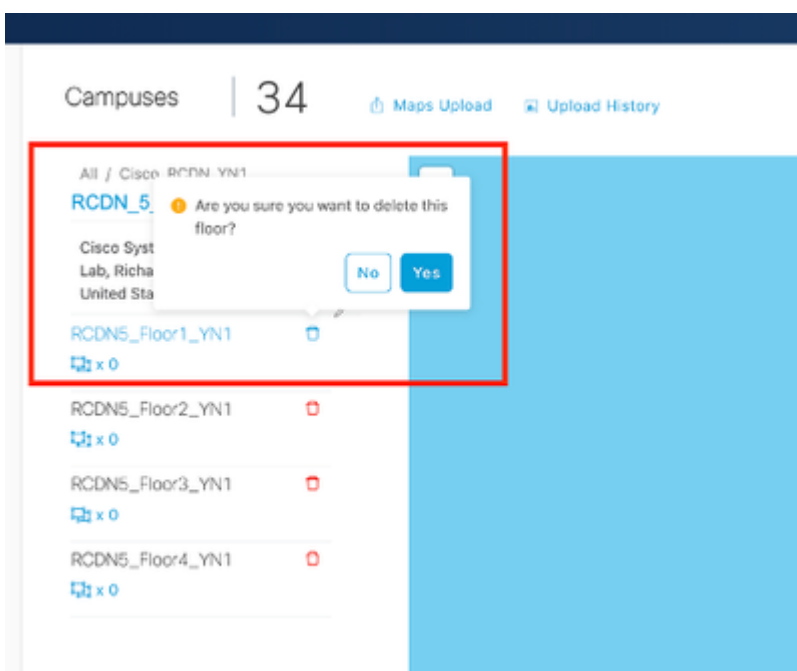 Campuses 34 Maps Upload Upload History
All / Cisco_RCDN_YN1
RCDN_5_
Are you sure you want to delete this
floor?
Cisco Syst
Lab, Richa
United Sta
No Yes
RCDN5_Floor1_YN1
x 0
RCDN5_Floor2_YN1
x 0
RCDN5_Floor3_YN1
x 0
RCDN5_Floor4_YN1
x 0